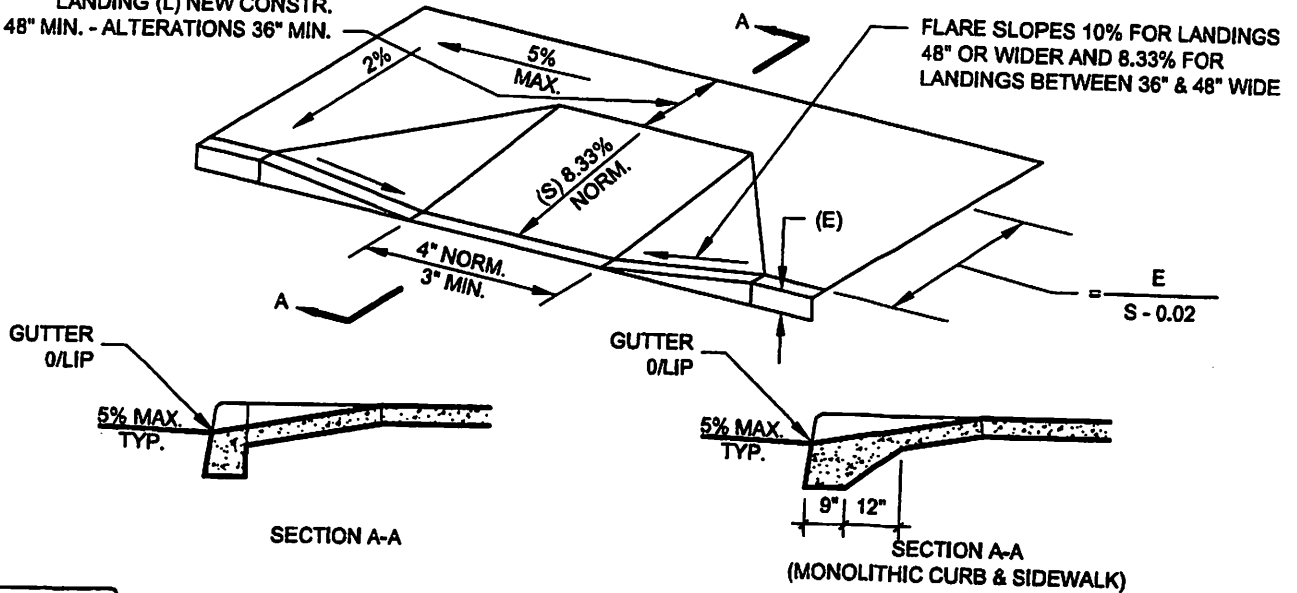 LANDING (L) NEW CONSTR.
48" MIN. - ALTERATIONS 36" MIN.
2%
5%
MAX.
A
FLARE SLOPES 10% FOR LANDINGS
48" OR WIDER AND 8.33% FOR
LANDINGS BETWEEN 36" & 48" WIDE
(S) 8.33%
NORM.
(E)
4" NORM.
3" MIN.
A
= E
S - 0.02
GUTTER
0/LIP
5% MAX.
TYP.
SECTION A-A
GUTTER
0/LIP
5% MAX.
TYP.
9" 12"
SECTION A-A
(MONOLITHIC CURB & SIDEWALK)